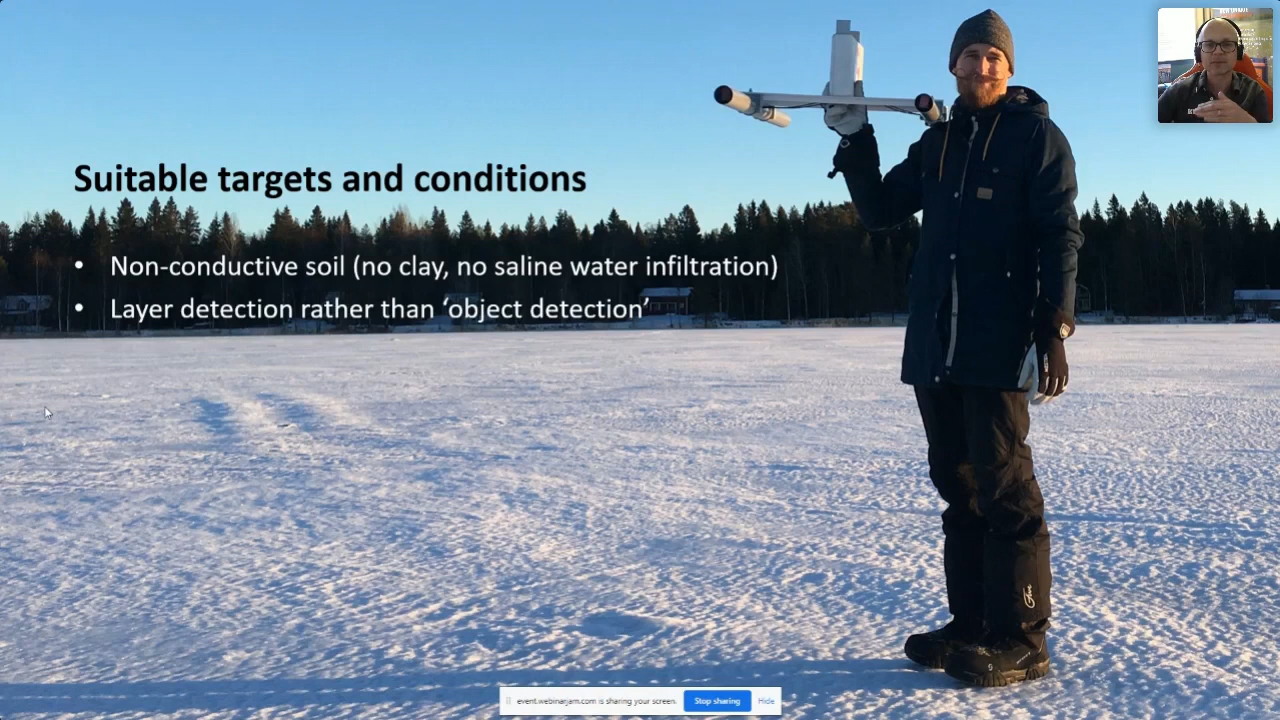 Suitable targets and conditions
• Non-conductive soil (no clay, no saline water infiltration)
• Layer detection rather than ‘object detection’
event.webinarjam.com is sharing your screen.
Stop sharing
Hide